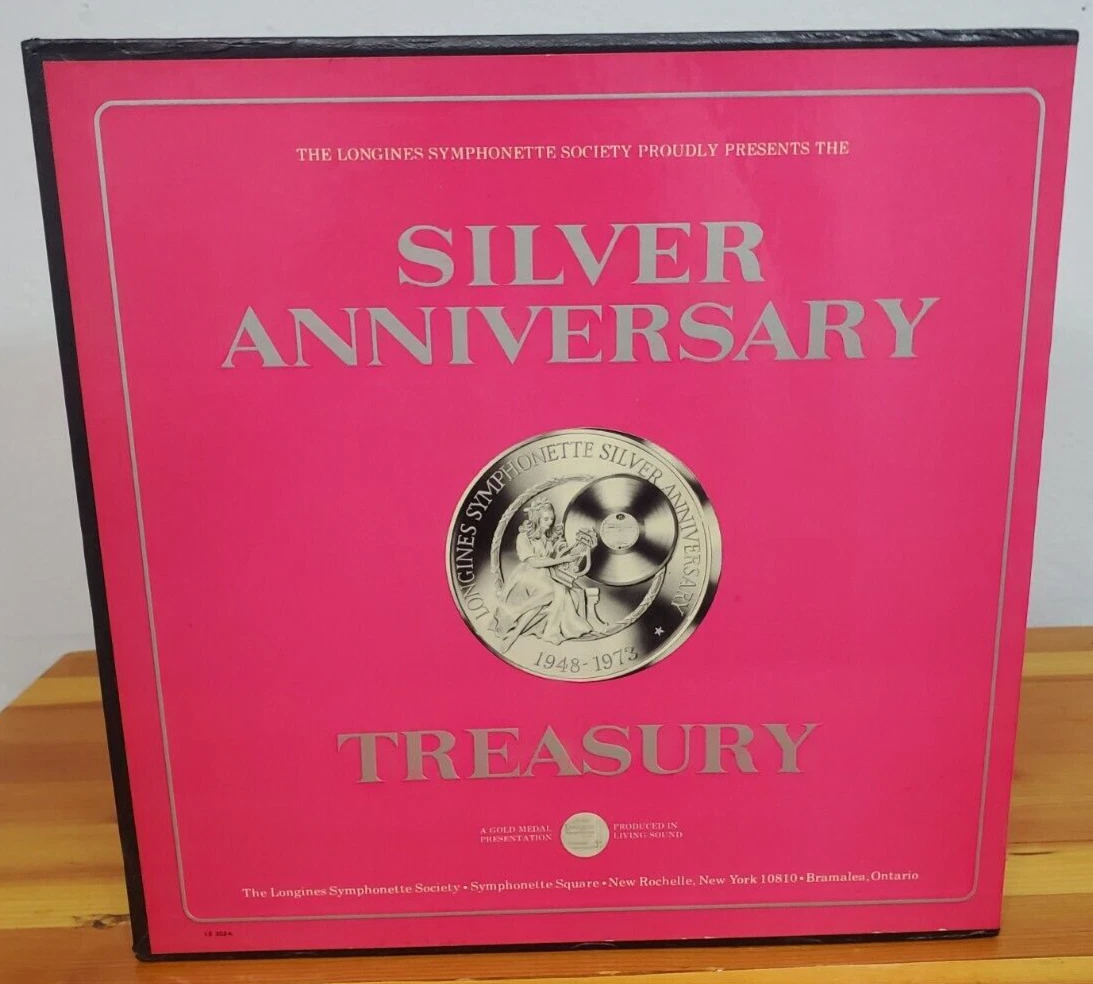 THE LONGINES SYMPHONETTE SOCIETY PROUDLY PRESENTS THE
SILVER
ANNIVERSARY
LONGINES SYMPHONETTE SILVER ANNIVERSARY
1948-1973
TREASURY
A GOLD MEDAL
PRESENTATION
PRODUCED IN
LIVING SOUND
The Longines Symphonette Society • Symphonette Square • New Rochelle, New York 10810 • Bramalea, Ontario